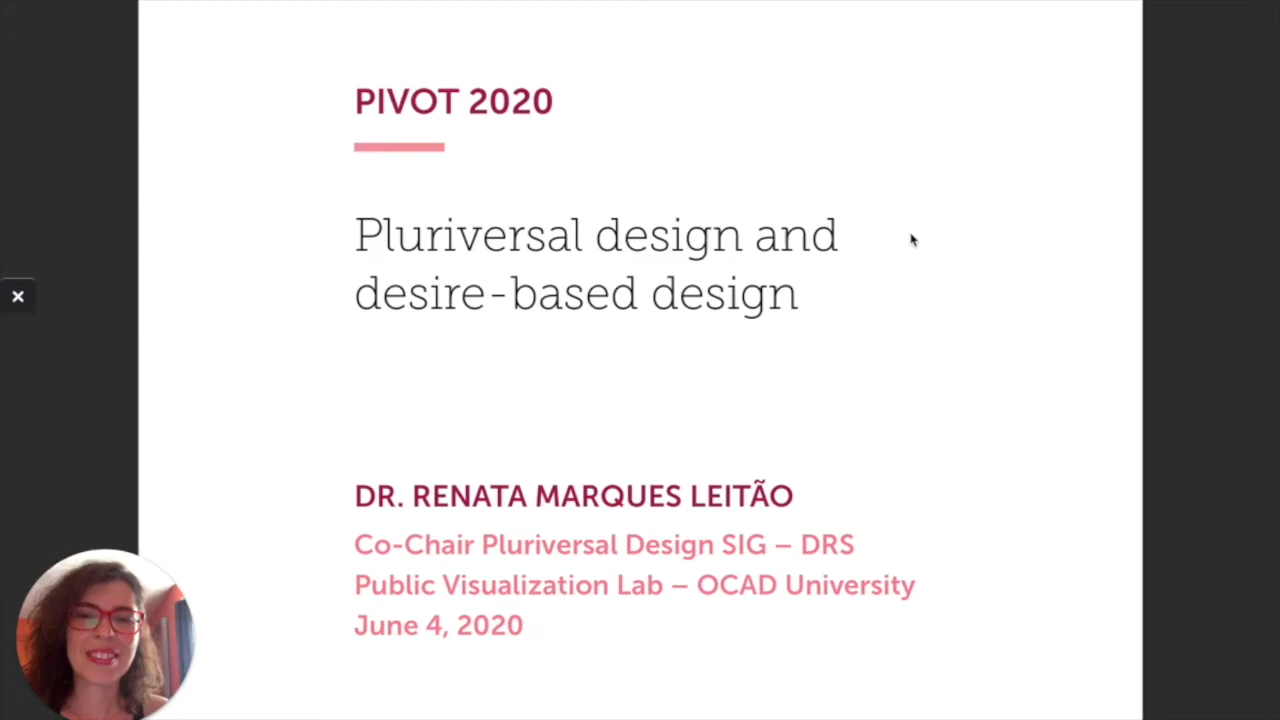 PIVOT 2020
Pluriversal design and
desire-based design
DR. RENATA MARQUES LEITÃO
Co-Chair Pluriversal Design SIG – DRS
Public Visualization Lab – OCAD University
June 4, 2020